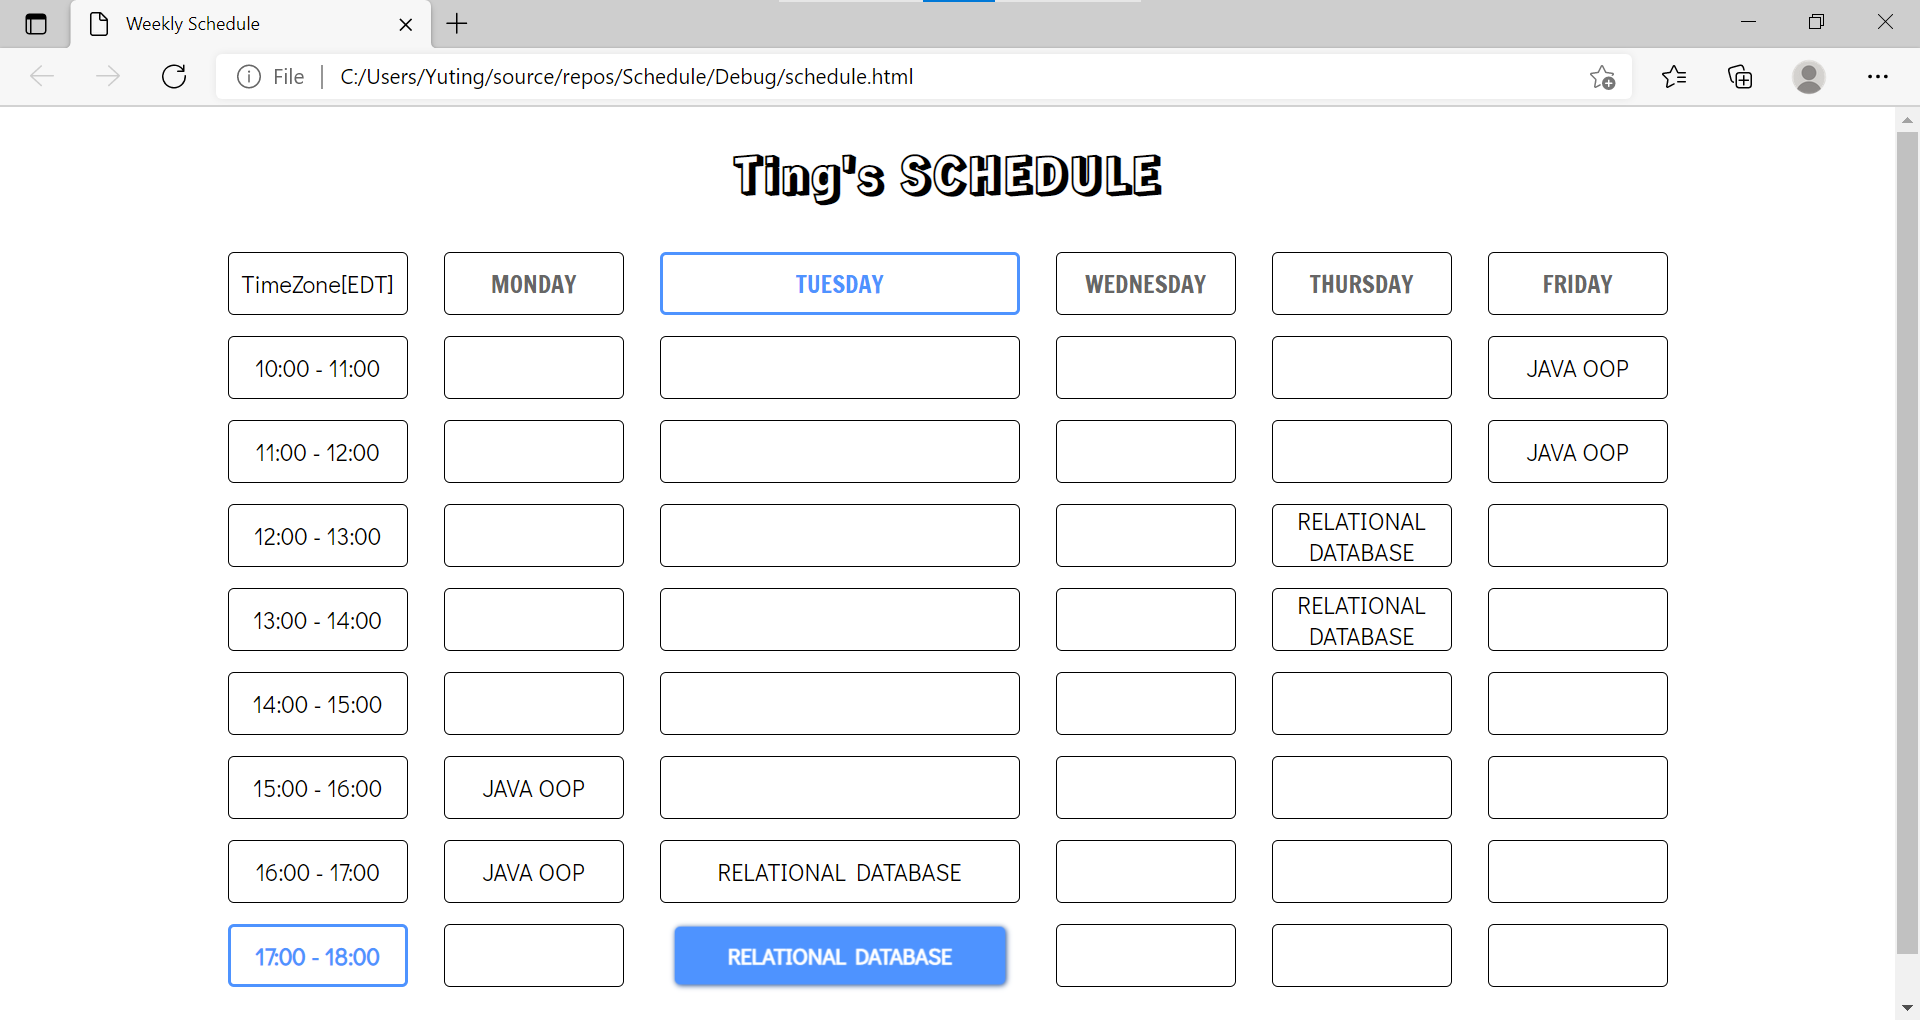 Weekly Schedule
File C:/Users/Yuting/source/repos/Schedule/Debug/schedule.html
Ting's SCHEDULE
TimeZone[EDT] MONDAY TUESDAY WEDNESDAY THURSDAY FRIDAY
10:00 - 11:00 JAVA OOP
11:00 - 12:00 JAVA OOP
12:00 - 13:00 RELATIONAL
DATABASE
13:00 - 14:00 RELATIONAL
DATABASE
14:00 - 15:00
15:00 - 16:00 JAVA OOP
16:00 - 17:00 JAVA OOP RELATIONAL DATABASE
17:00 - 18:00 RELATIONAL DATABASE